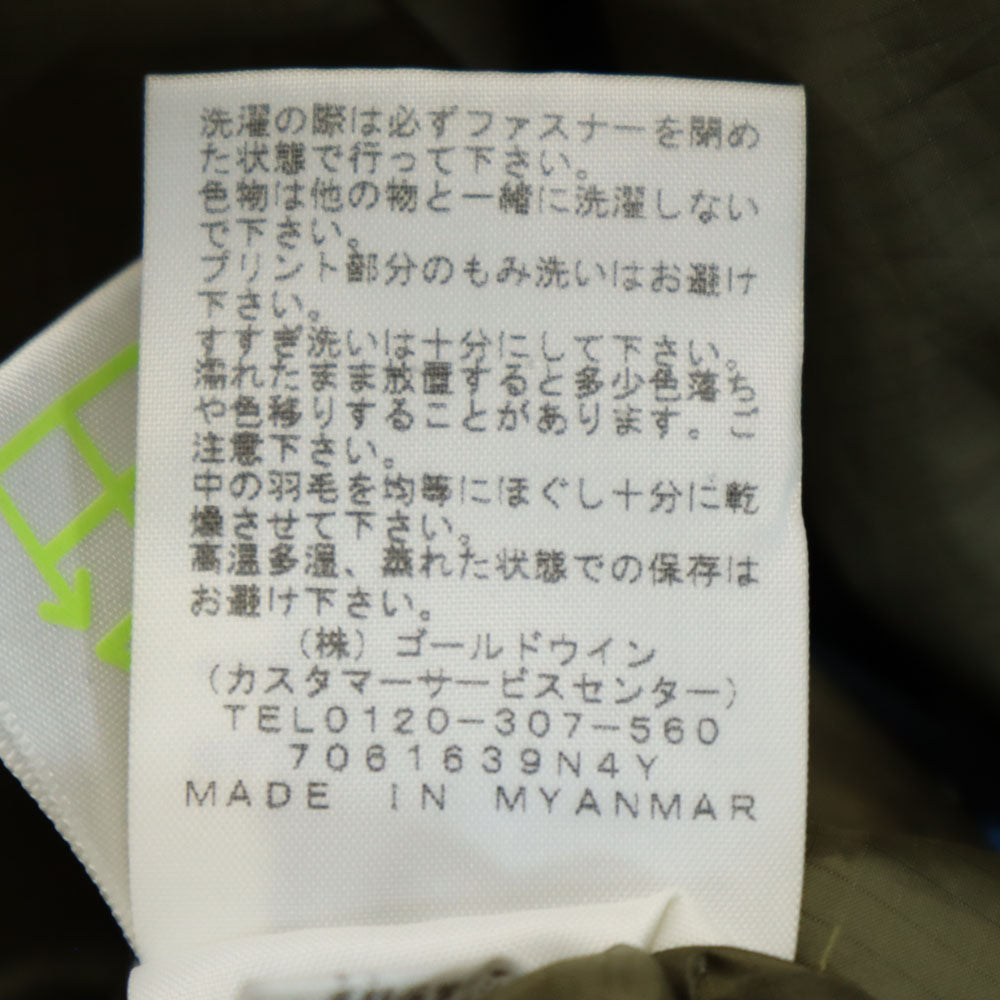 洗濯の際は必ずファスナーを閉め
た状態で行って下さい。
色物は他の物と一緒に洗濯しない
で下さい。
プリント部分のもみ洗いはお避け
下さい。
すすぎ洗いは十分にして下さい。
濡れたまま放置すると多少色落ち
や色移りすることがあります。ご
注意下さい。
中の羽毛を均等にほぐし十分に乾
燥させて下さい。
高温多湿、蒸れた状態での保存は
お避け下さい。
(株)ゴールドウイン
(カスタマーサービスセンター)
TEL0120-307-560
7061639N4Y
MADE IN MYANMAR